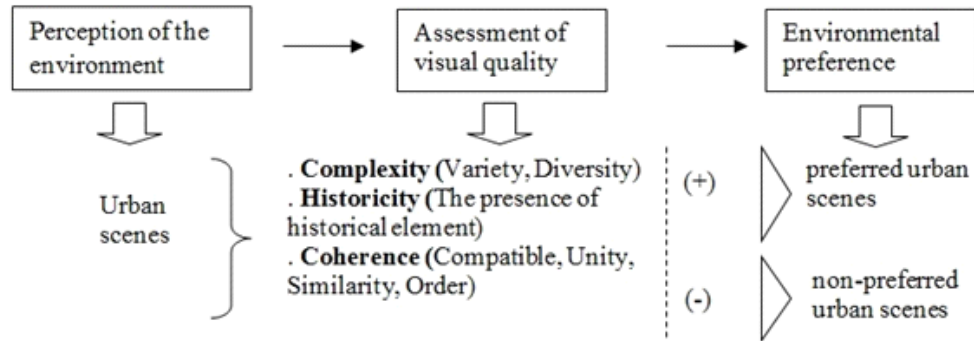 Perception of the
environment
Assessment of
visual quality
Environmental
preference
Urban
scenes
. Complexity (Variety, Diversity)
. Historicity (The presence of
historical element)
. Coherence (Compatible, Unity,
Similarity, Order)
(+)
preferred urban
scenes
(-)
non-preferred
urban scenes